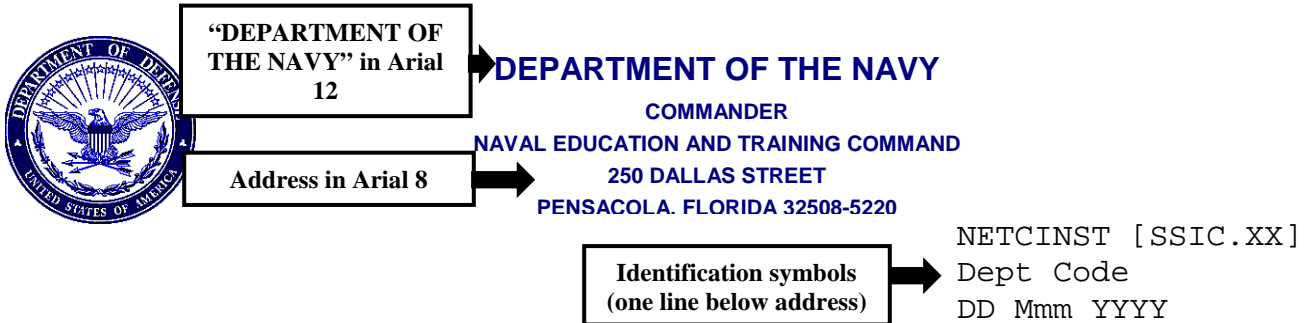 DEPARTMENT OF DEFENSE
UNITED STATES OF AMERICA
“DEPARTMENT OF
THE NAVY” in Arial
12
DEPARTMENT OF THE NAVY
COMMANDER
NAVAL EDUCATION AND TRAINING COMMAND
Address in Arial 8
250 DALLAS STREET
PENSACOLA, FLORIDA 32508-5220
Identification symbols
(one line below address)
NETCINST [SSIC.XX]
Dept Code
DD Mmm YYYY